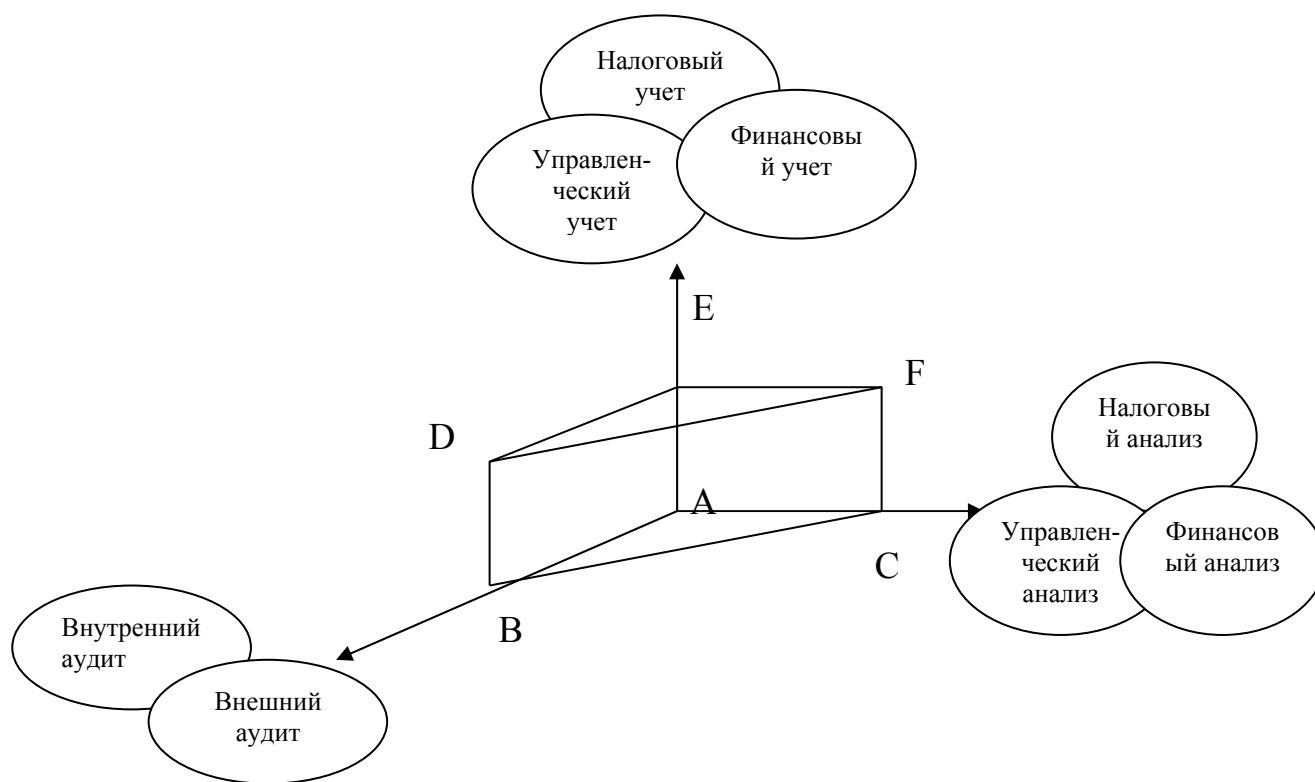 Налоговый
учет
Финансовы
й учет
Управлен-
ческий
учет
E
F
D
A
C
B
Налоговы
й анализ
Управлен-
ческий
анализ
Финансов
ый анализ
Внутренний
аудит
Внешний
аудит